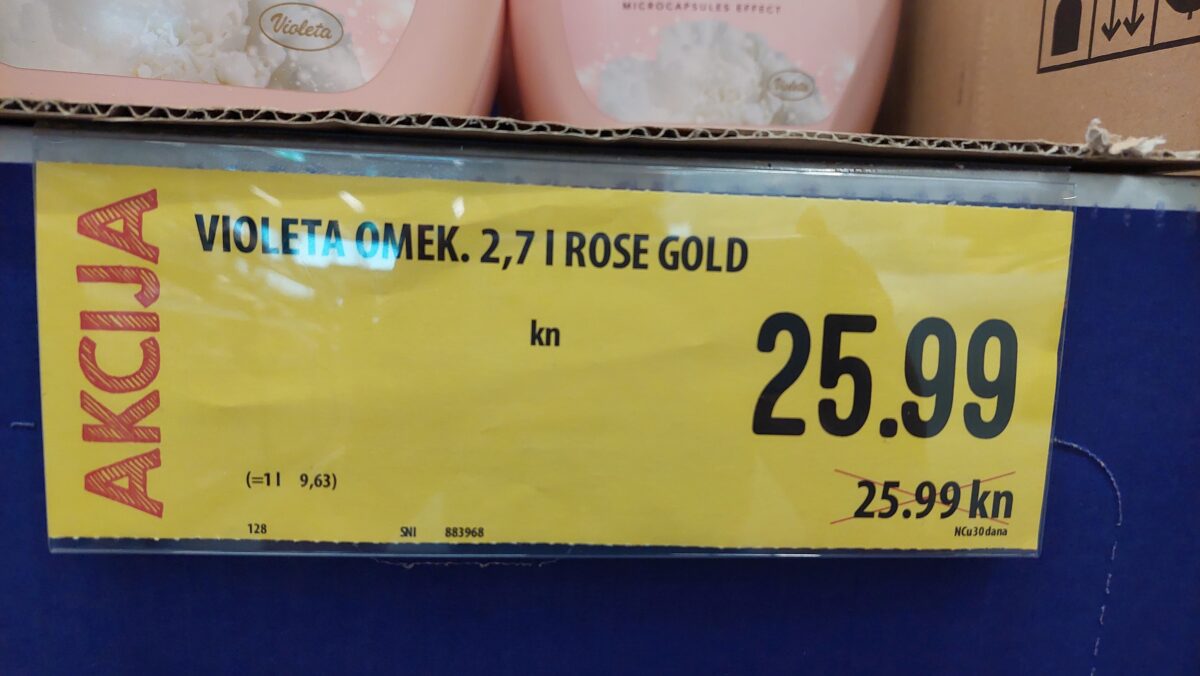 Violeta
MICROCAPSULES EFFECT
Violeta
AKCIJA
VIOLETA OMEK. 2,7 l ROSE GOLD
kn
25.99
(=1 l 9,63)
25.99 kn
128
SNI
883968
NCu30dana